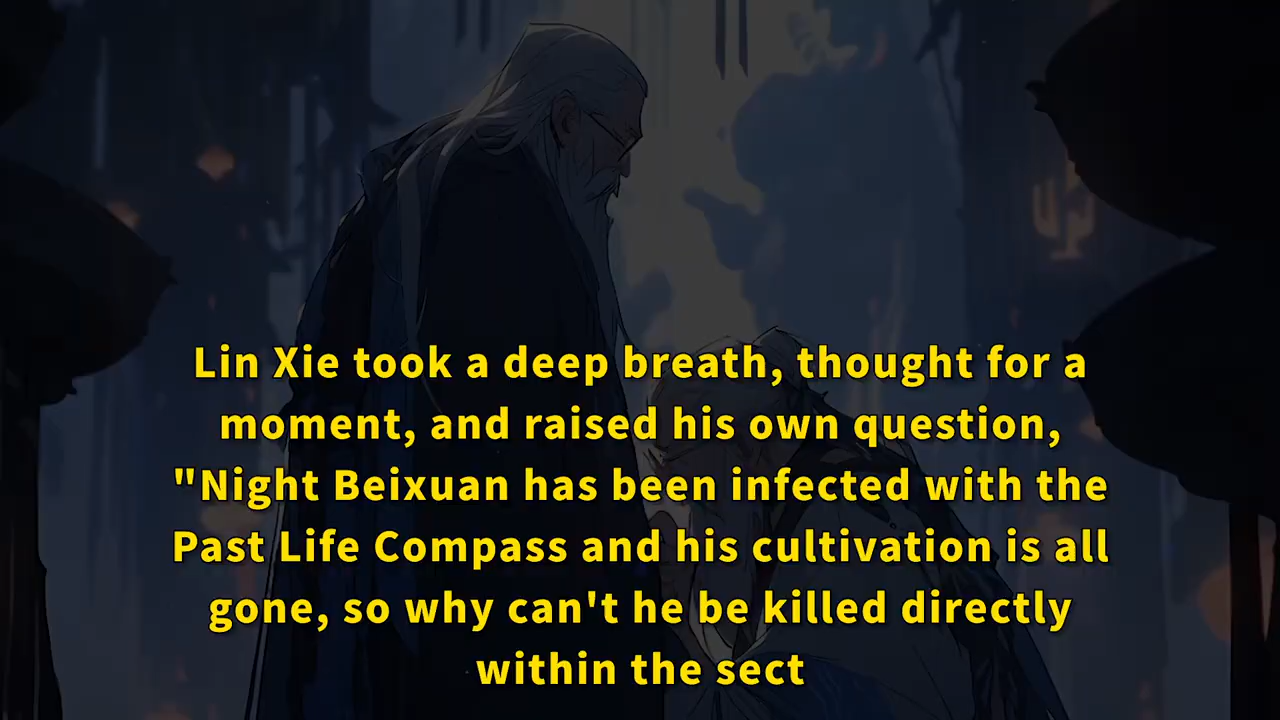 Lin Xie took a deep breath, thought for a
moment, and raised his own question,
"Night Beixuan has been infected with the
Past Life Compass and his cultivation is all
gone, so why can't he be killed directly
within the sect